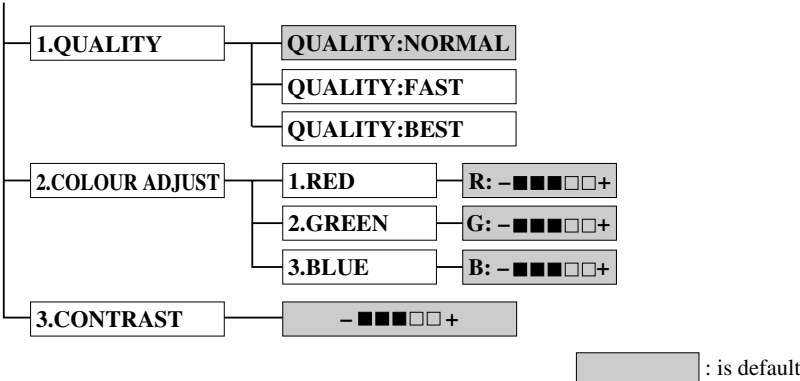 1.QUALITY QUALITY:NORMAL
QUALITY:FAST
QUALITY:BEST
2.COLOUR ADJUST 1.RED R: –■■■□□+
2.GREEN G: –■■■□□+
3.BLUE B: –■■■□□+
3.CONTRAST –■■■□□+
: is default